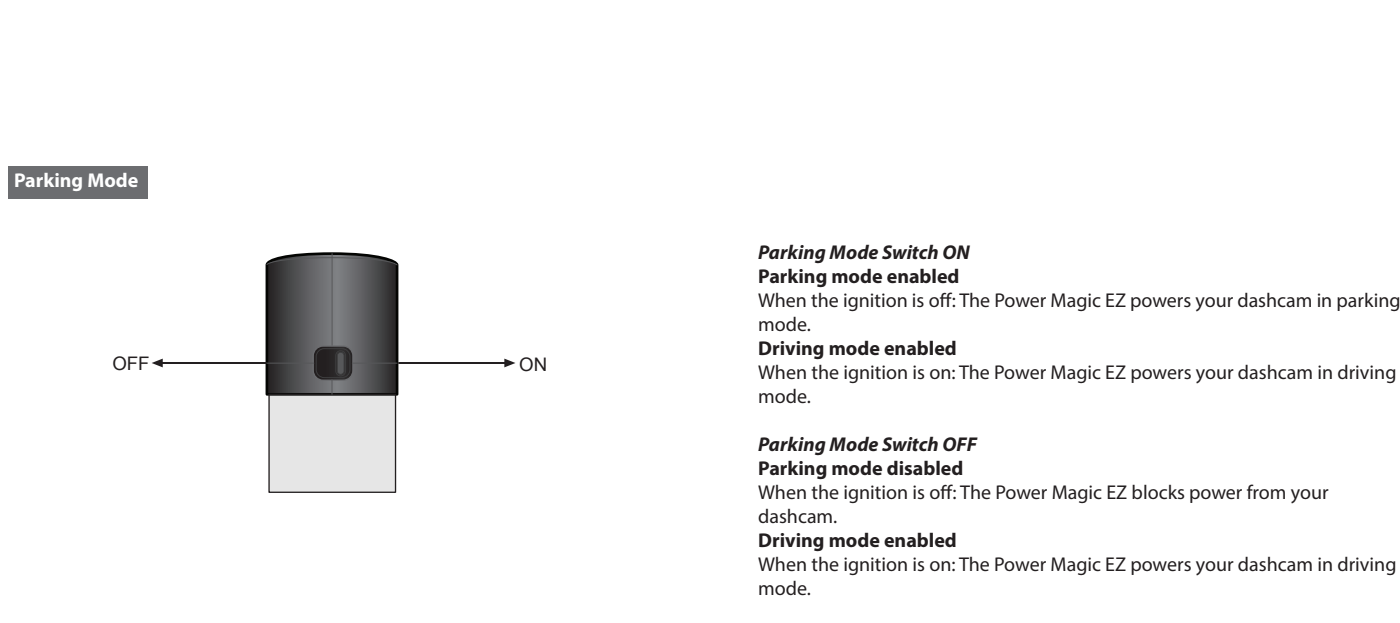 Parking Mode
OFF
ON
Parking Mode Switch ON
Parking mode enabled
When the ignition is off: The Power Magic EZ powers your dashcam in parking
mode.
Driving mode enabled
When the ignition is on: The Power Magic EZ powers your dashcam in driving
mode.
Parking Mode Switch OFF
Parking mode disabled
When the ignition is off: The Power Magic EZ blocks power from your
dashcam.
Driving mode enabled
When the ignition is on: The Power Magic EZ powers your dashcam in driving
mode.